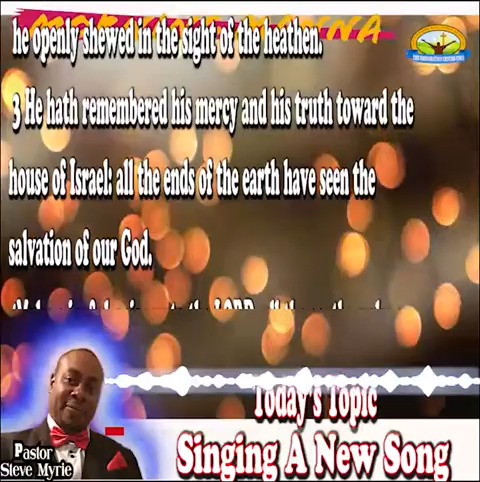 MORNING MANNA
he openly shewed in the sight of the heathen.
3 He hath remembered his mercy and his truth toward the
house of Israel: all the ends of the earth have seen the
salvation of our God.
Today's Topic
Singing A New Song
Pastor
Steve Myrie